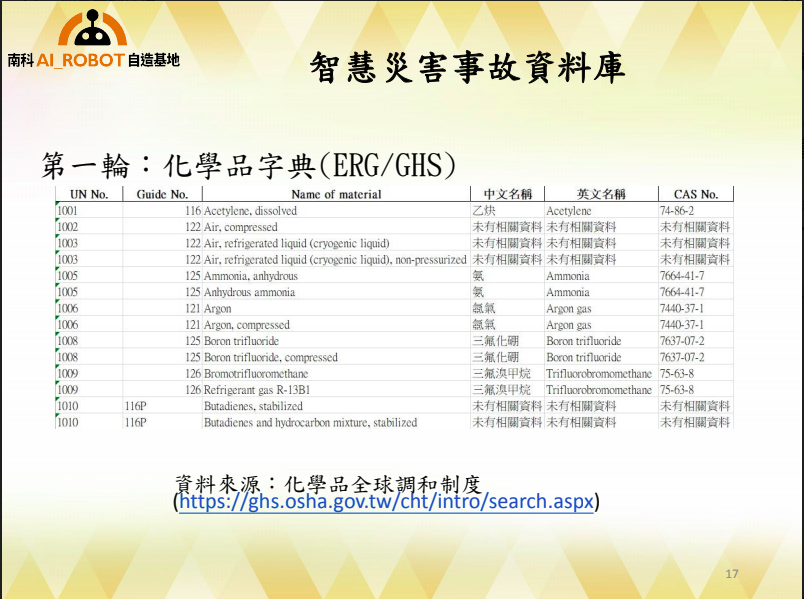 南科AI_ROBOT自造基地
智慧災害事故資料庫
第一輪：化學品字典(ERG/GHS)
UN No. Guide No. Name of material 中文名稱 英文名稱 CAS No.
1001 116 Acetylene, dissolved 乙炔 Acetylene 74-86-2
1002 122 Air, compressed 未有相關資料 未有相關資料 未有相關資料
1003 122 Air, refrigerated liquid (cryogenic liquid) 未有相關資料 未有相關資料 未有相關資料
1003 122 Air, refrigerated liquid (cryogenic liquid), non-pressurized 未有相關資料 未有相關資料 未有相關資料
1005 125 Ammonia, anhydrous 氨 Ammonia 7664-41-7
1005 125 Anhydrous ammonia 氨 Ammonia 7664-41-7
1006 121 Argon 氬氣 Argon gas 7440-37-1
1006 121 Argon, compressed 氬氣 Argon gas 7440-37-1
1008 125 Boron trifluoride 三氟化硼 Boron trifluoride 7637-07-2
1008 125 Boron trifluoride, compressed 三氟化硼 Boron trifluoride 7637-07-2
1009 126 Bromotrifluoromethane 三氟溴甲烷 Trifluorobromomethane 75-63-8
1009 126 Refrigerant gas R-13B1 三氟溴甲烷 Trifluorobromomethane 75-63-8
1010 116P Butadienes, stabilized 未有相關資料 未有相關資料 未有相關資料
1010 116P Butadienes and hydrocarbon mixture, stabilized 未有相關資料 未有相關資料 未有相關資料
資料來源：化學品全球調和制度
(https://ghs.osha.gov.tw/cht/intro/search.aspx)
17